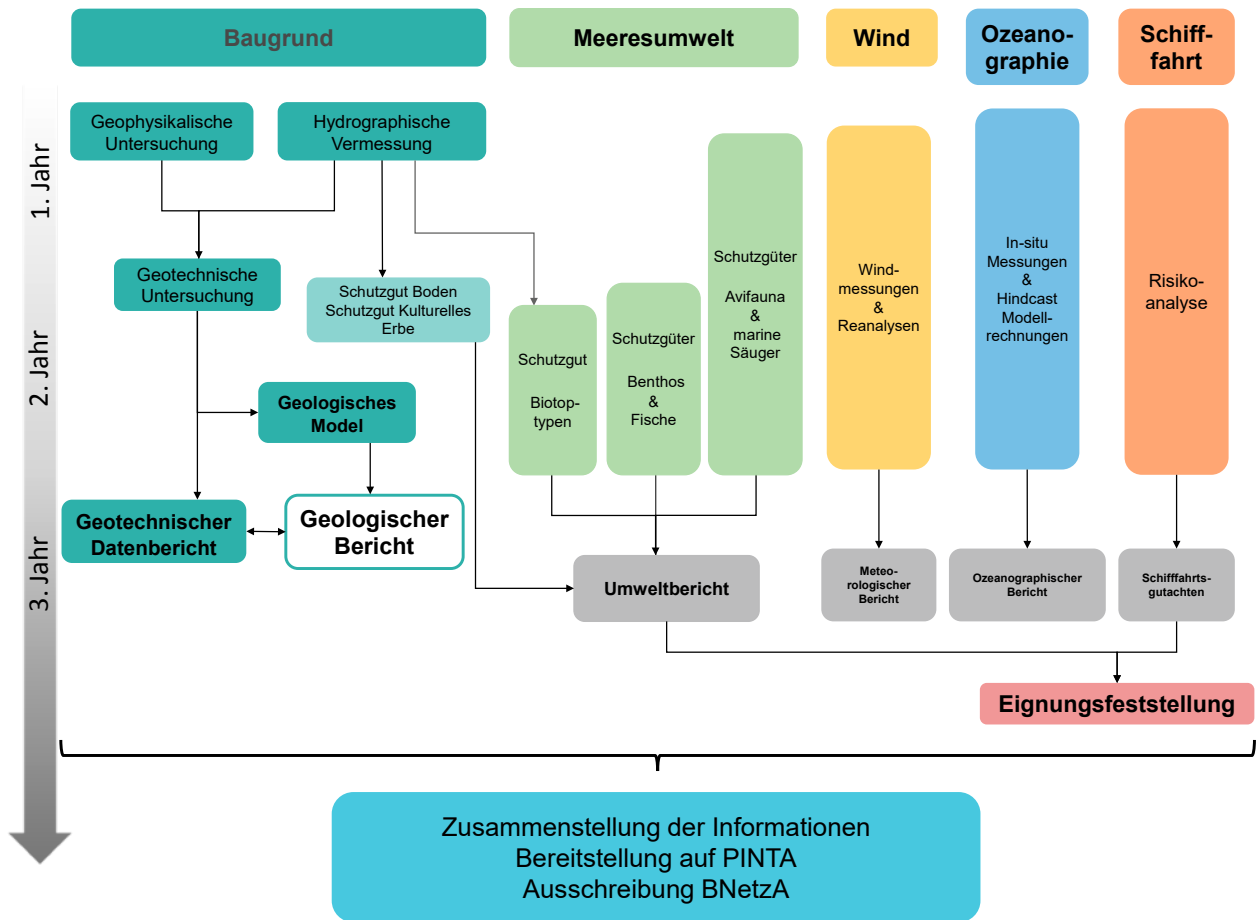 Baugrund
Meeresumwelt
Wind
Ozeano-
graphie
Schiff-
fahrt
1. Jahr
2. Jahr
3. Jahr
Geophysikalische
Untersuchung
Hydrographische
Vermessung
Geotechnische
Untersuchung
Schutzgut Boden
Schutzgut Kulturelles
Erbe
Geologisches
Model
Geotechnischer
Datenbericht
Geologischer
Bericht
Schutzgut
Biotop-
typen
Schutzgüter
Benthos
&
Fische
Schutzgüter
Avifauna
&
marine
Säuger
Wind-
messungen
&
Reanalysen
In-situ
Messungen
&
Hindcast
Modell-
rechnungen
Risiko-
analyse
Umweltbericht
Meteo-
rologischer
Bericht
Ozeanographischer
Bericht
Schifffahrts-
gutachten
Eignungsfeststellung
Zusammenstellung der Informationen
Bereitstellung auf PINTA
Ausschreibung BNetzA